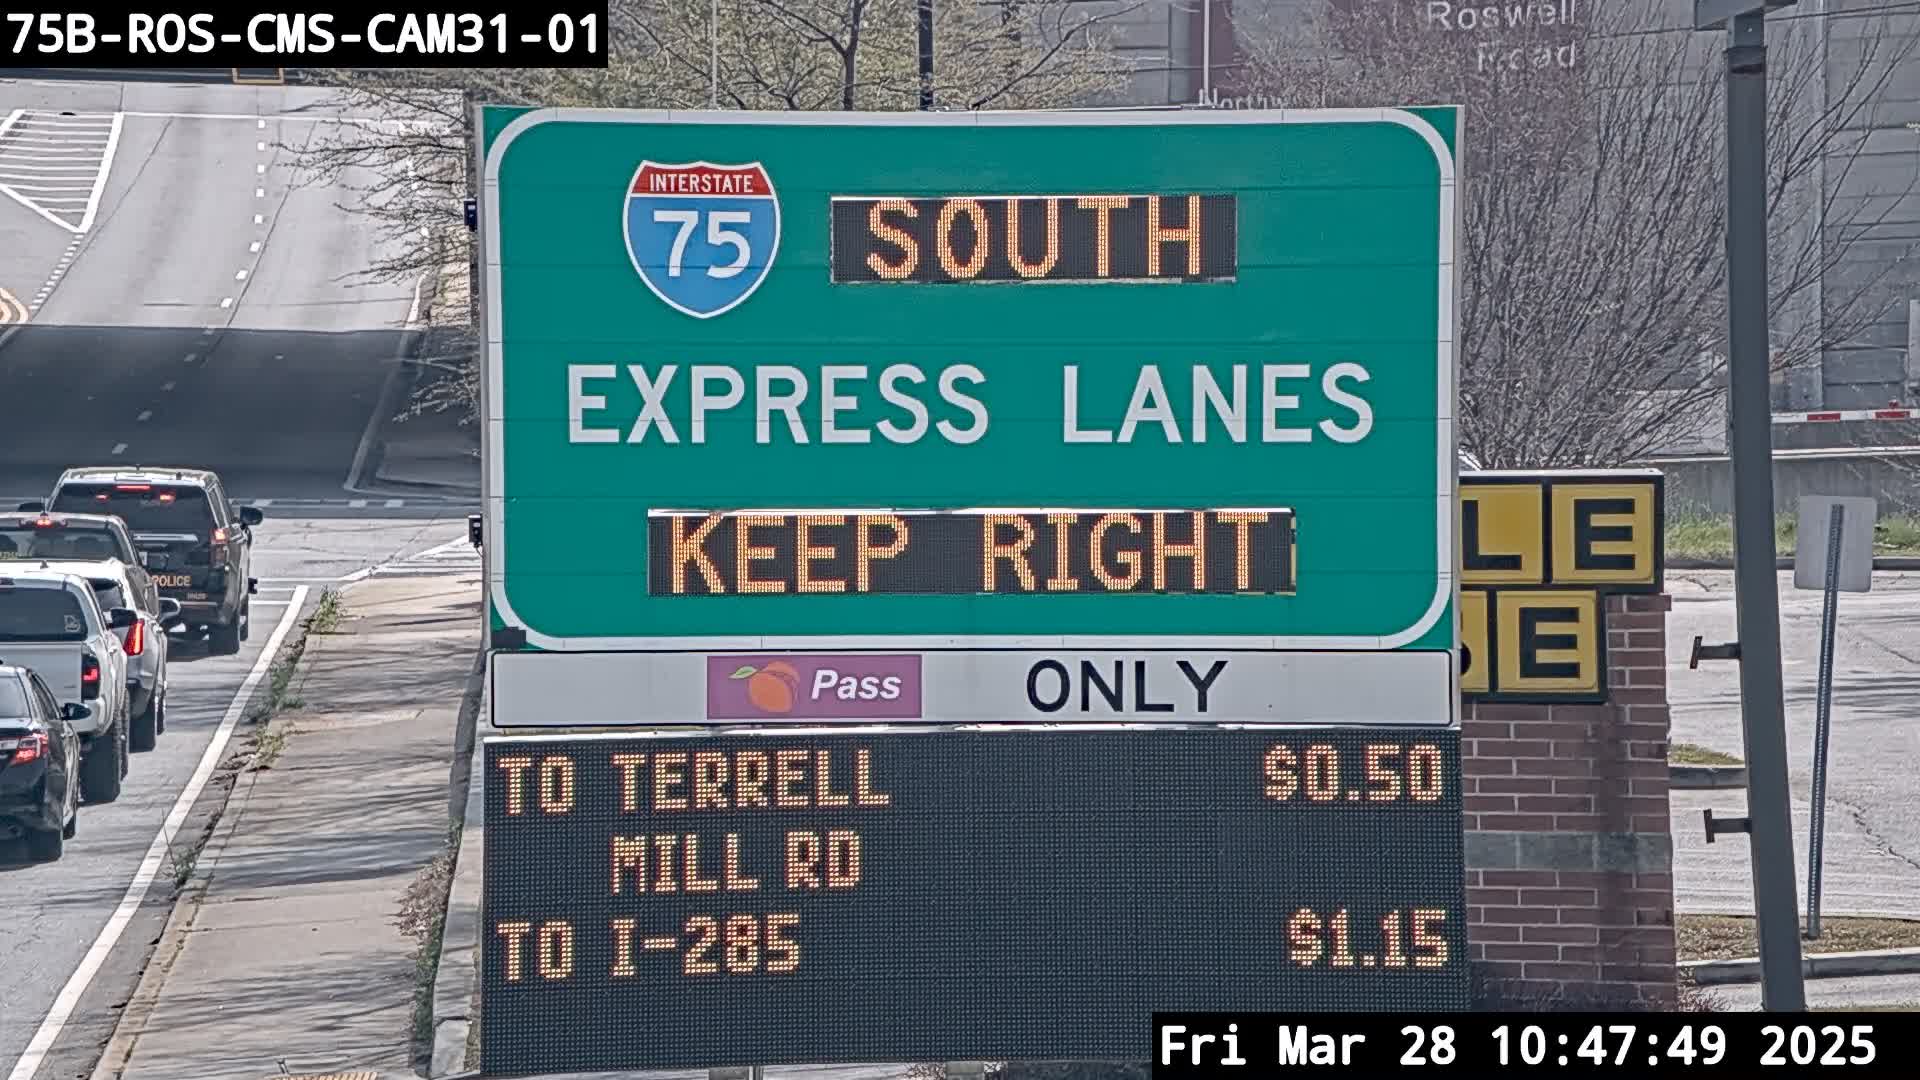 75B-ROS-CMS-CAM31-01
Roswell
Road
INTERSTATE
75
SOUTH
EXPRESS LANES
KEEP RIGHT
Pass ONLY
TO TERRELL $0.50
MILL RD
TO I-285 $1.15
LE
E
POLICE
Fri Mar 28 10:47:49 2025